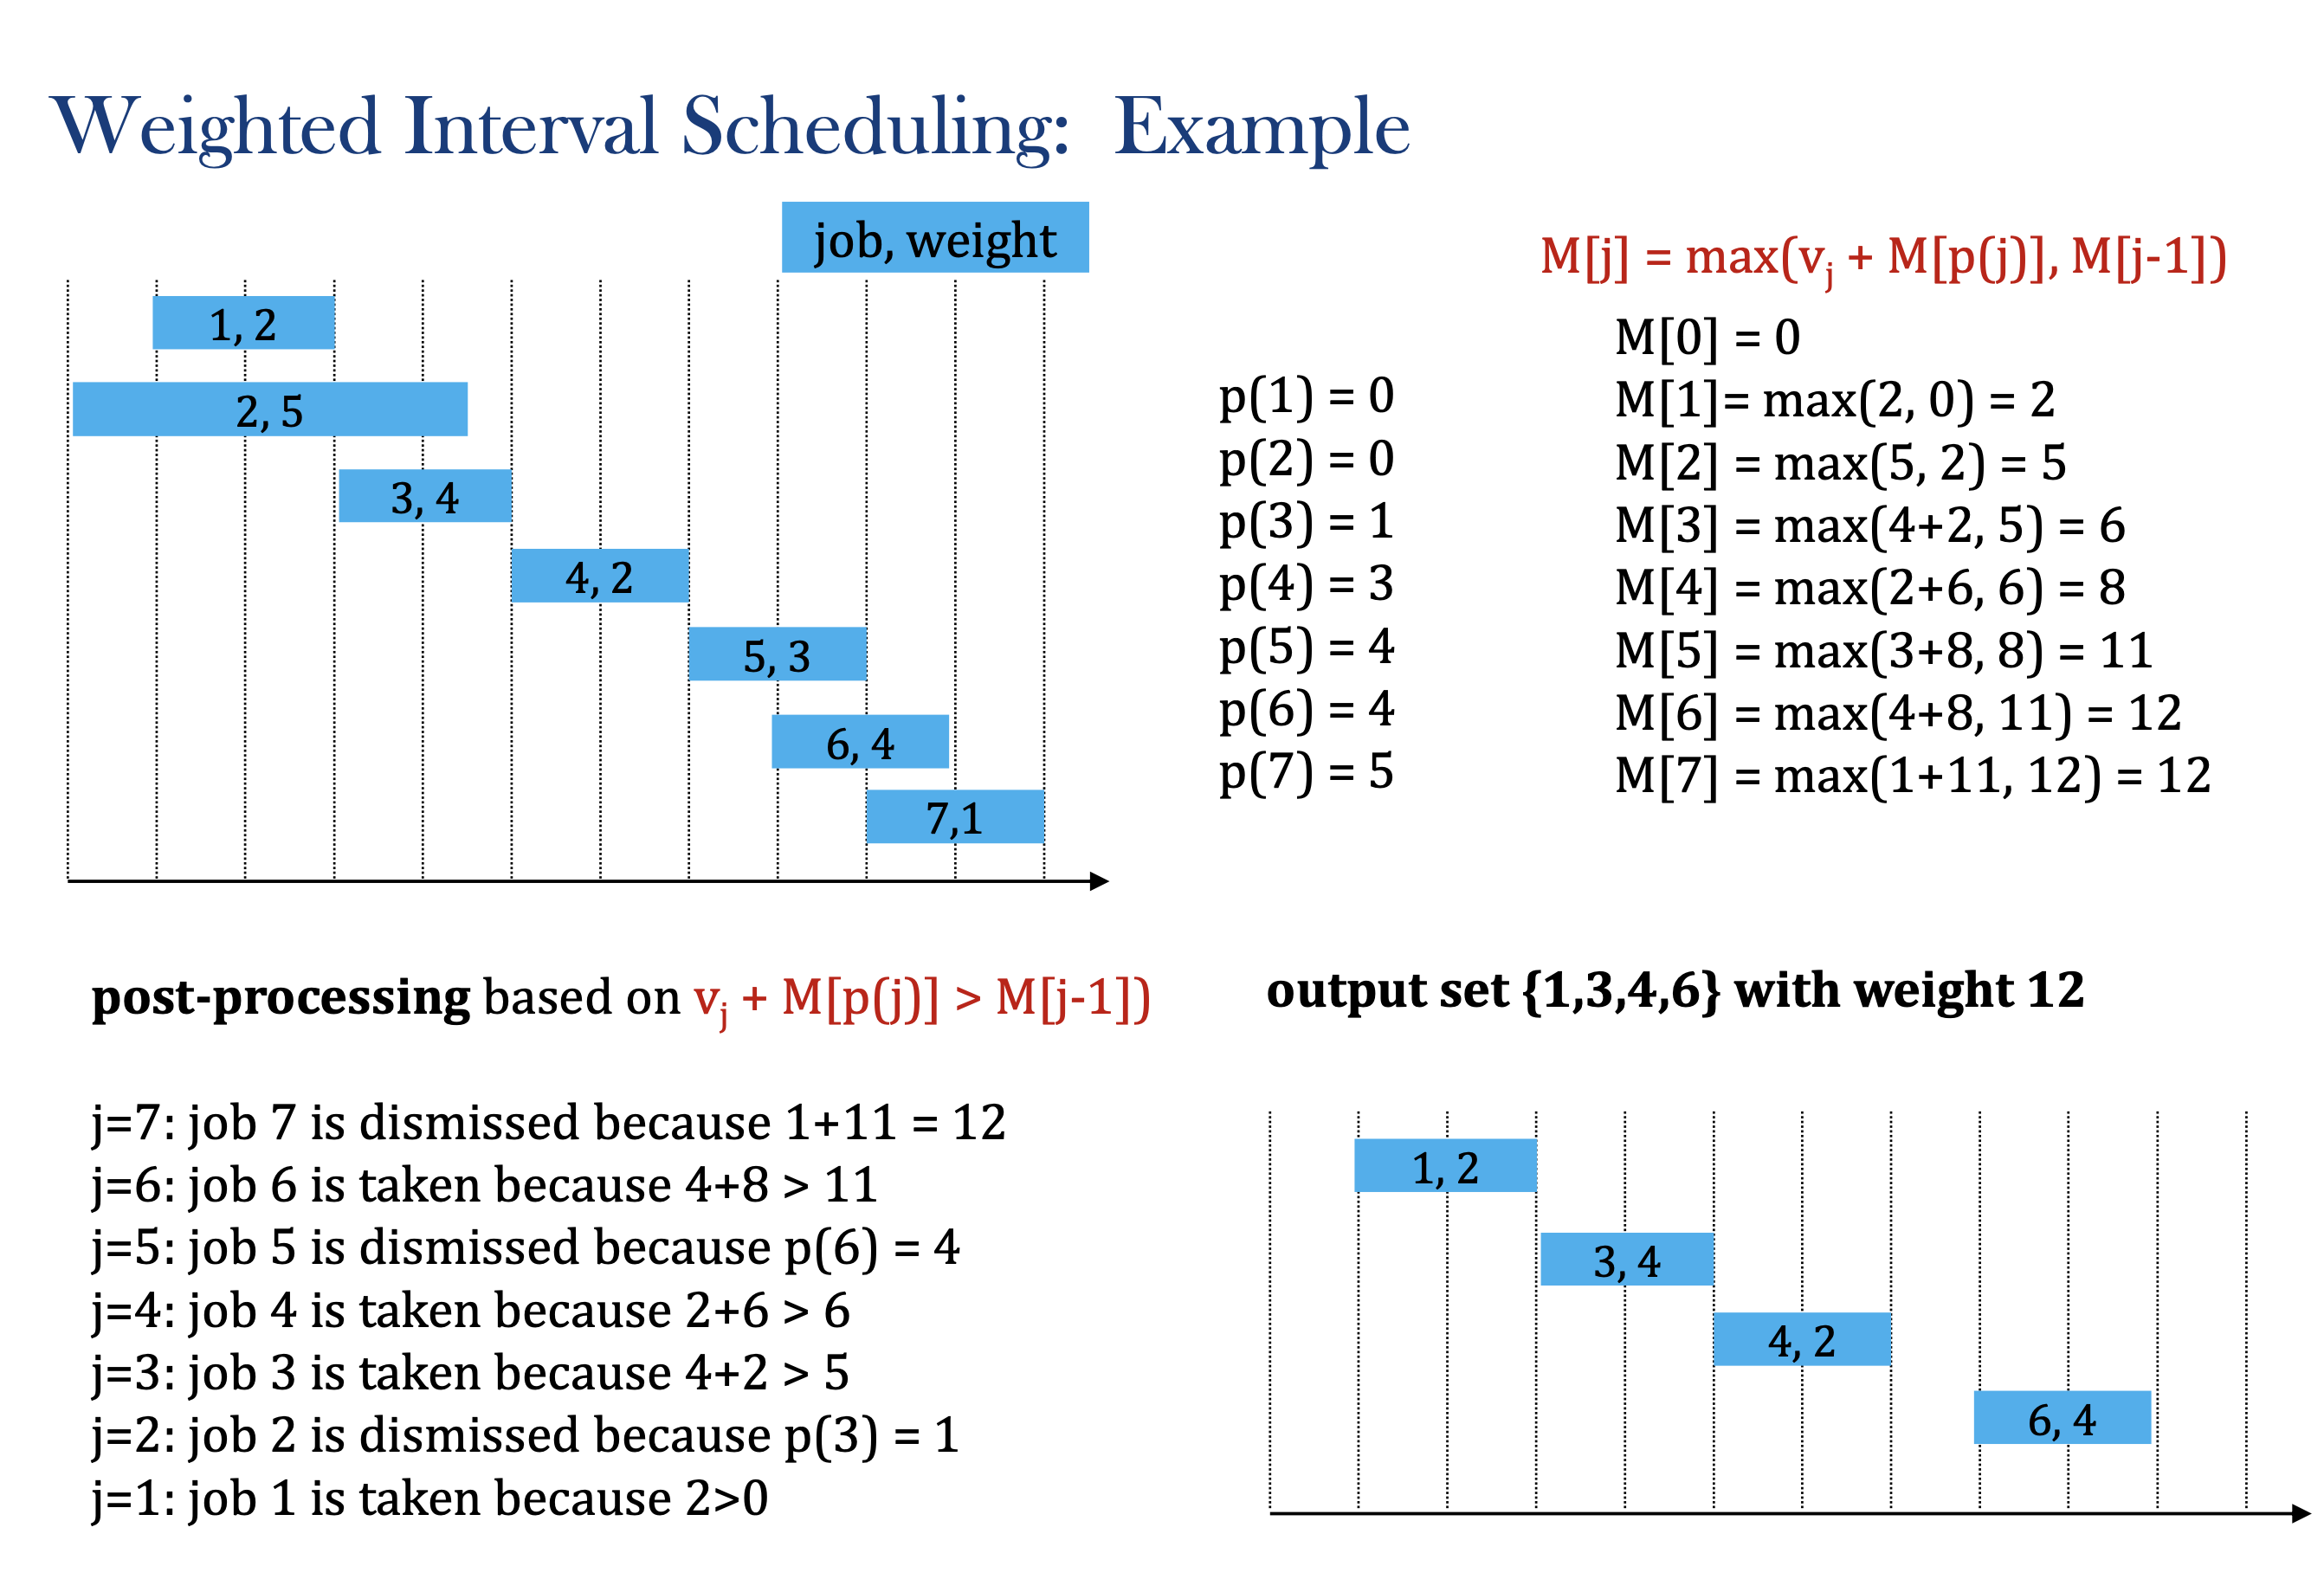 Weighted Interval Scheduling: Example
job, weight
1, 2
2, 5
3, 4
4, 2
5, 3
6, 4
7,1
M[j] = max(vj + M[p(j)], M[j-1])
p(1) = 0
p(2) = 0
p(3) = 1
p(4) = 3
p(5) = 4
p(6) = 4
p(7) = 5
M[0] = 0
M[1]= max(2, 0) = 2
M[2] = max(5, 2) = 5
M[3] = max(4+2, 5) = 6
M[4] = max(2+6, 6) = 8
M[5] = max(3+8, 8) = 11
M[6] = max(4+8, 11) = 12
M[7] = max(1+11, 12) = 12
post-processing based on vj + M[p(j)] > M[j-1])
j=7: job 7 is dismissed because 1+11 = 12
j=6: job 6 is taken because 4+8 > 11
j=5: job 5 is dismissed because p(6) = 4
j=4: job 4 is taken because 2+6 > 6
j=3: job 3 is taken because 4+2 > 5
j=2: job 2 is dismissed because p(3) = 1
j=1: job 1 is taken because 2>0
output set {1,3,4,6} with weight 12
1, 2
3, 4
4, 2
6, 4